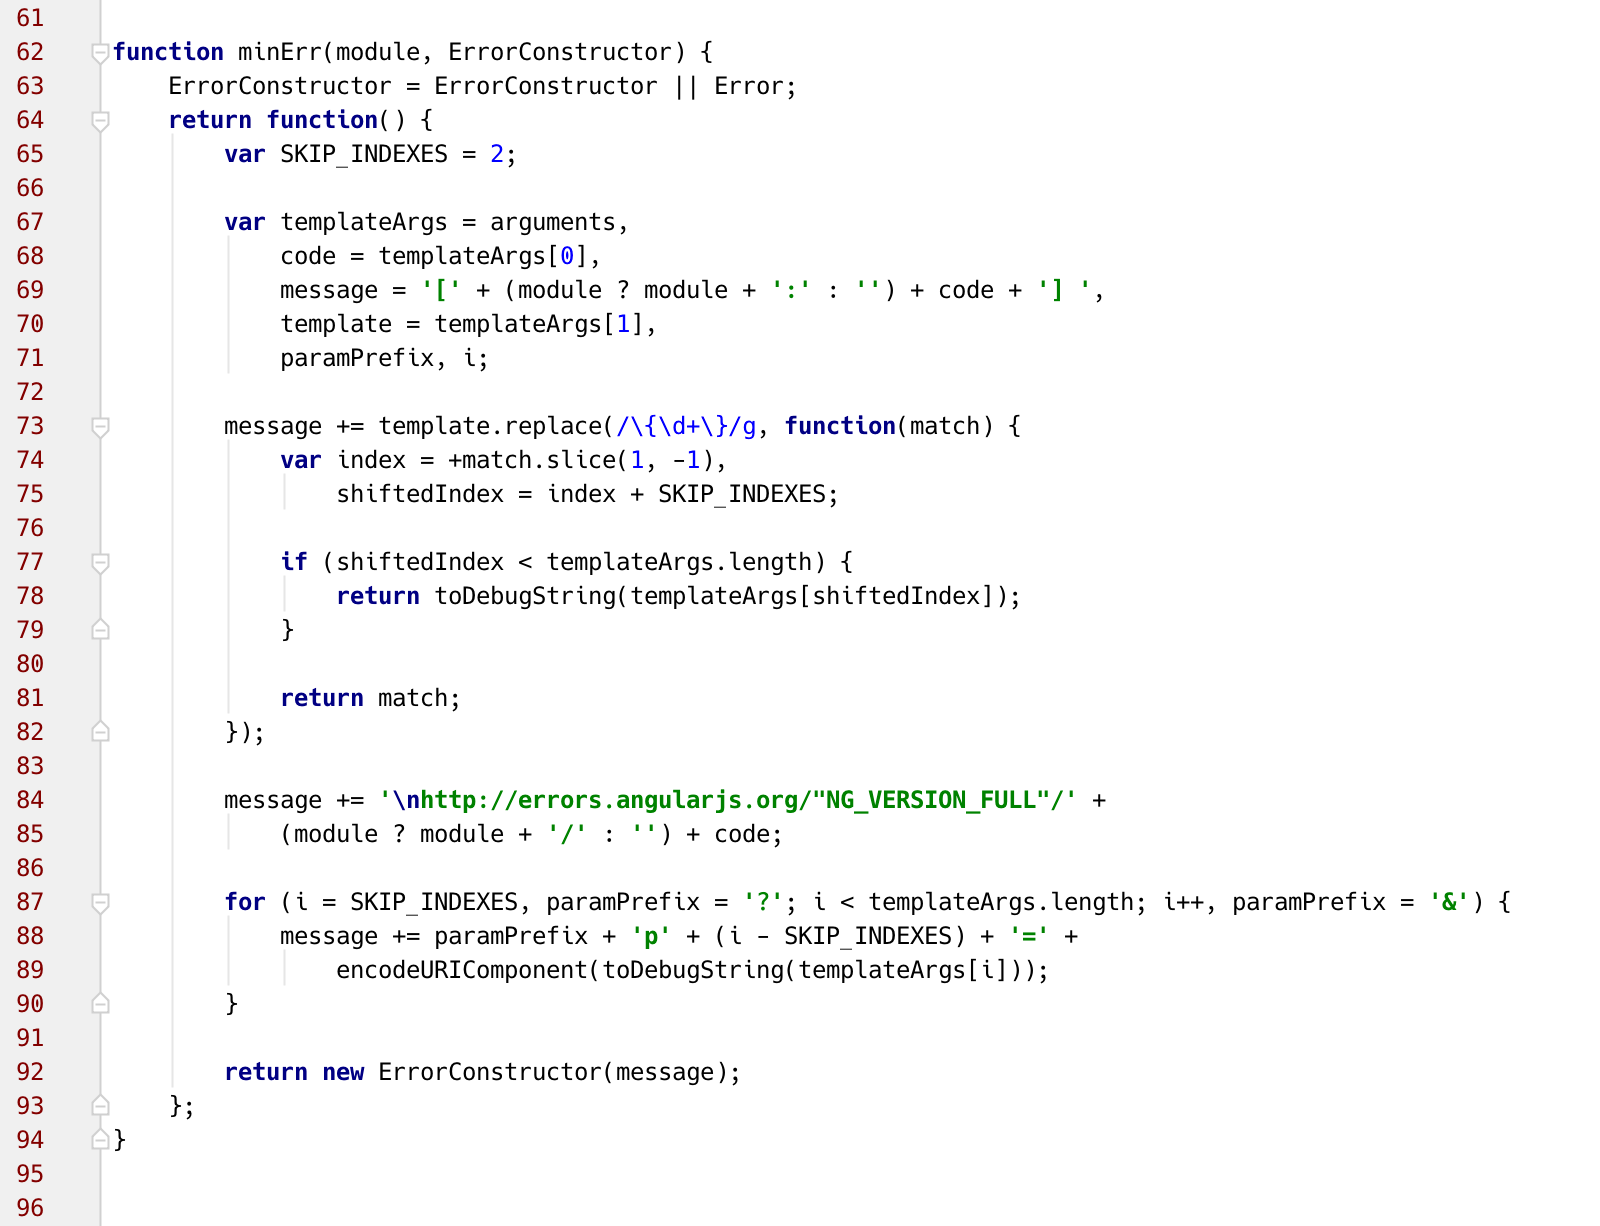 61
62 function minErr(module, ErrorConstructor) {
63     ErrorConstructor = ErrorConstructor || Error;
64     return function() {
65         var SKIP_INDEXES = 2;
66
67         var templateArgs = arguments,
68             code = templateArgs[0],
69             message = '[' + (module ? module + ':' : '') + code + '] ',
70             template = templateArgs[1],
71             paramPrefix, i;
72
73         message += template.replace(/\{\d+\}/g, function(match) {
74             var index = +match.slice(1, -1),
75                 shiftedIndex = index + SKIP_INDEXES;
76
77             if (shiftedIndex < templateArgs.length) {
78                 return toDebugString(templateArgs[shiftedIndex]);
79             }
80
81             return match;
82         });
83
84         message += '\nhttp://errors.angularjs.org/"NG_VERSION_FULL"/' +
85             (module ? module + '/' : '') + code;
86
87         for (i = SKIP_INDEXES, paramPrefix = '?'; i < templateArgs.length; i++, paramPrefix = '&') {
88             message += paramPrefix + 'p' + (i - SKIP_INDEXES) + '=' +
89                 encodeURIComponent(toDebugString(templateArgs[i]));
90         }
91
92         return new ErrorConstructor(message);
93     };
94 }
95
96